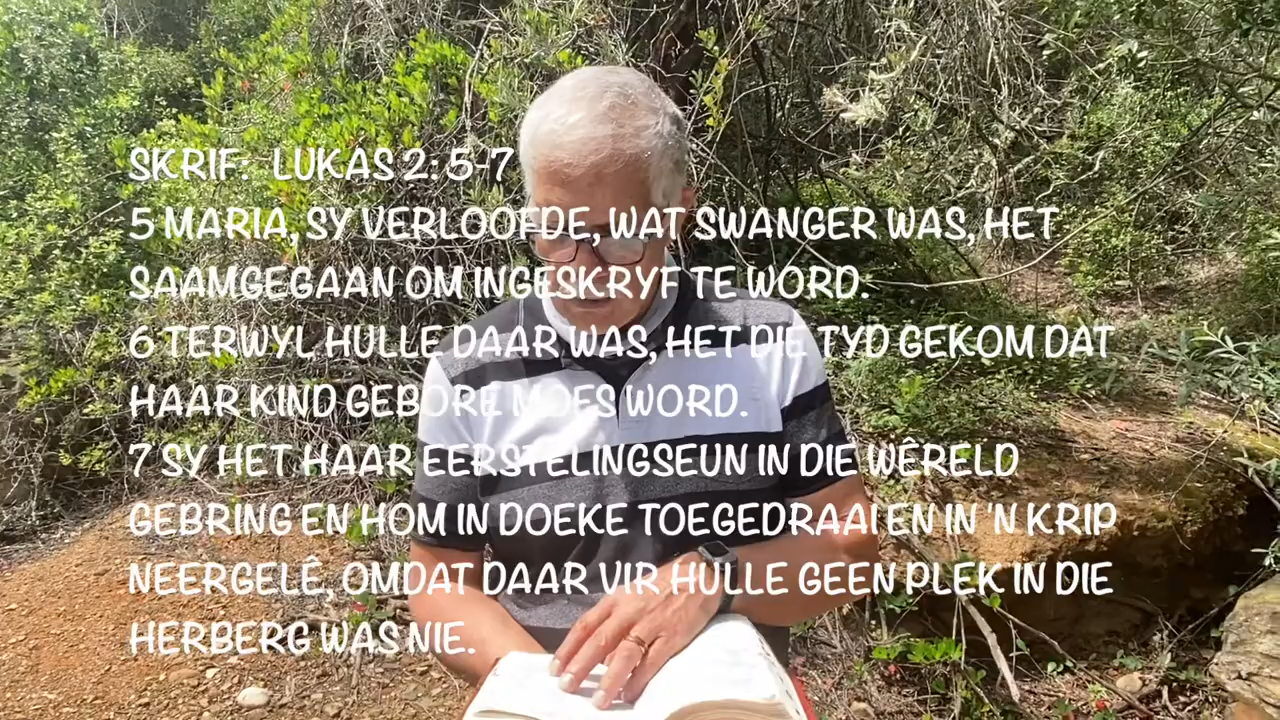 SKRIF: LUKAS 2: 5-7
5 MARIA, SY VERLOOFDE, WAT SWANGER WAS, HET
SAAMGEGAAN OM INGESKRYF TE WORD.
6 TERWYL HULLE DAAR WAS, HET DIE TYD GEKOM DAT
HAAR KIND GEBORE MOES WORD.
7 SY HET HAAR EERSTELINGSEUN IN DIE WÊRELD
GEBRING EN HOM IN DOEKE TOEGEDRAAI EN IN 'N KRIP
NEERGELÊ, OMDAT DAAR VIR HULLE GEEN PLEK IN DIE
HERBERG WAS NIE.